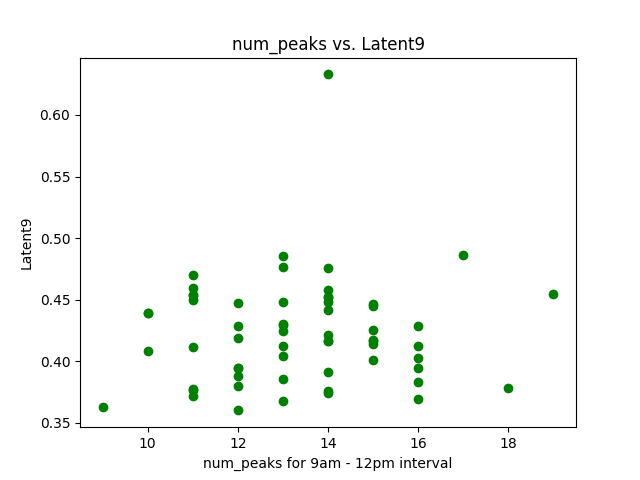 num_peaks vs. Latent9
Latent9
0.60
0.55
0.50
0.45
0.40
0.35
10 12 14 16 18
num_peaks for 9am - 12pm interval